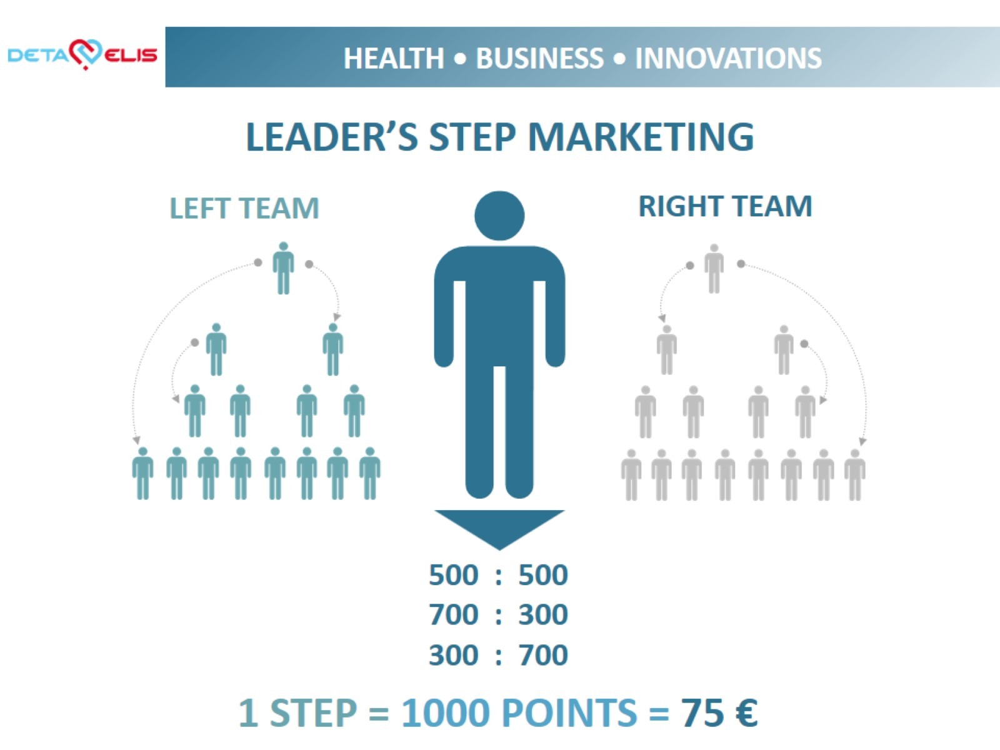 DETA ELIS
HEALTH • BUSINESS • INNOVATIONS
LEADER’S STEP MARKETING
LEFT TEAM
RIGHT TEAM
500 : 500
700 : 300
300 : 700
1 STEP = 1000 POINTS = 75 €